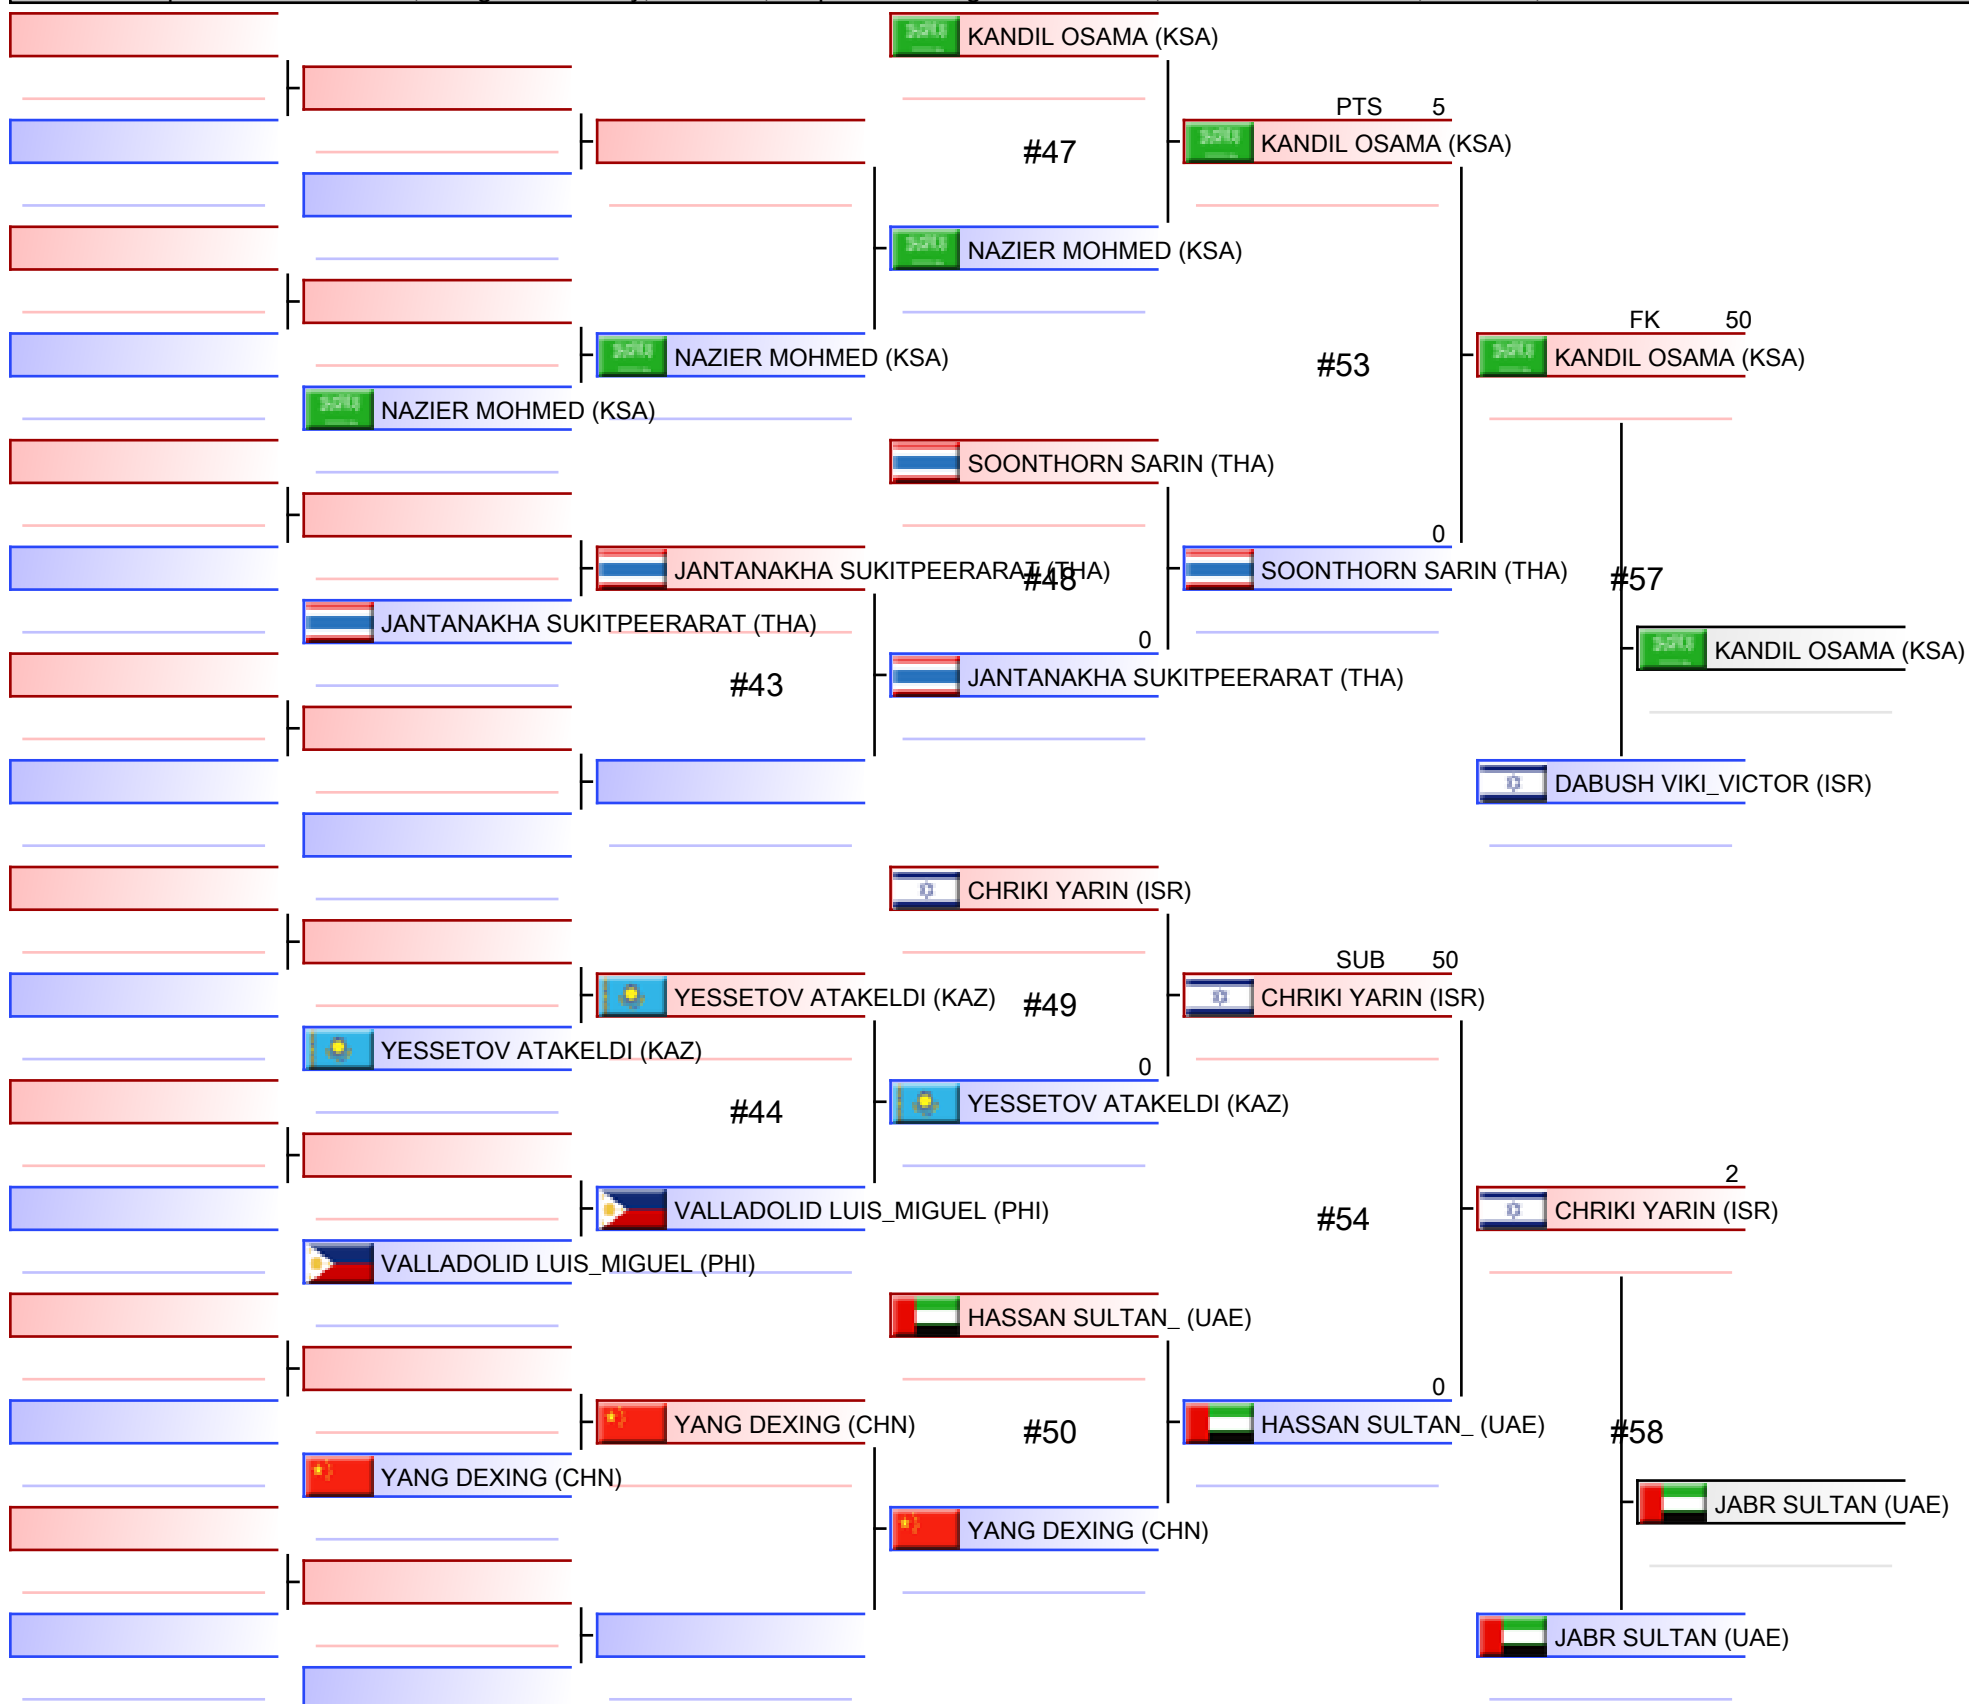 KANDIL OSAMA (KSA)
PTS 5
#47
KANDIL OSAMA (KSA)
NAZIER MOHMED (KSA)
FK 50
NAZIER MOHMED (KSA)
#53
KANDIL OSAMA (KSA)
NAZIER MOHMED (KSA)
SOONTHORN SARIN (THA)
0
JANTANAKHA SUKITPEERARAT (THA)
#48
SOONTHORN SARIN (THA)
#57
JANTANAKHA SUKITPEERARAT (THA)
0
KANDIL OSAMA (KSA)
#43
JANTANAKHA SUKITPEERARAT (THA)
DABUSH VIKI_VICTOR (ISR)
CHRIKI YARIN (ISR)
SUB 50
YESSETOV ATAKELDI (KAZ)
#49
CHRIKI YARIN (ISR)
YESSETOV ATAKELDI (KAZ)
0
#44
YESSETOV ATAKELDI (KAZ)
2
VALLADOLID LUIS_MIGUEL (PHI)
#54
CHRIKI YARIN (ISR)
VALLADOLID LUIS_MIGUEL (PHI)
HASSAN SULTAN_ (UAE)
0
YANG DEXING (CHN)
#50
HASSAN SULTAN_ (UAE)
#58
YANG DEXING (CHN)
JABR SULTAN (UAE)
YANG DEXING (CHN)
JABR SULTAN (UAE)